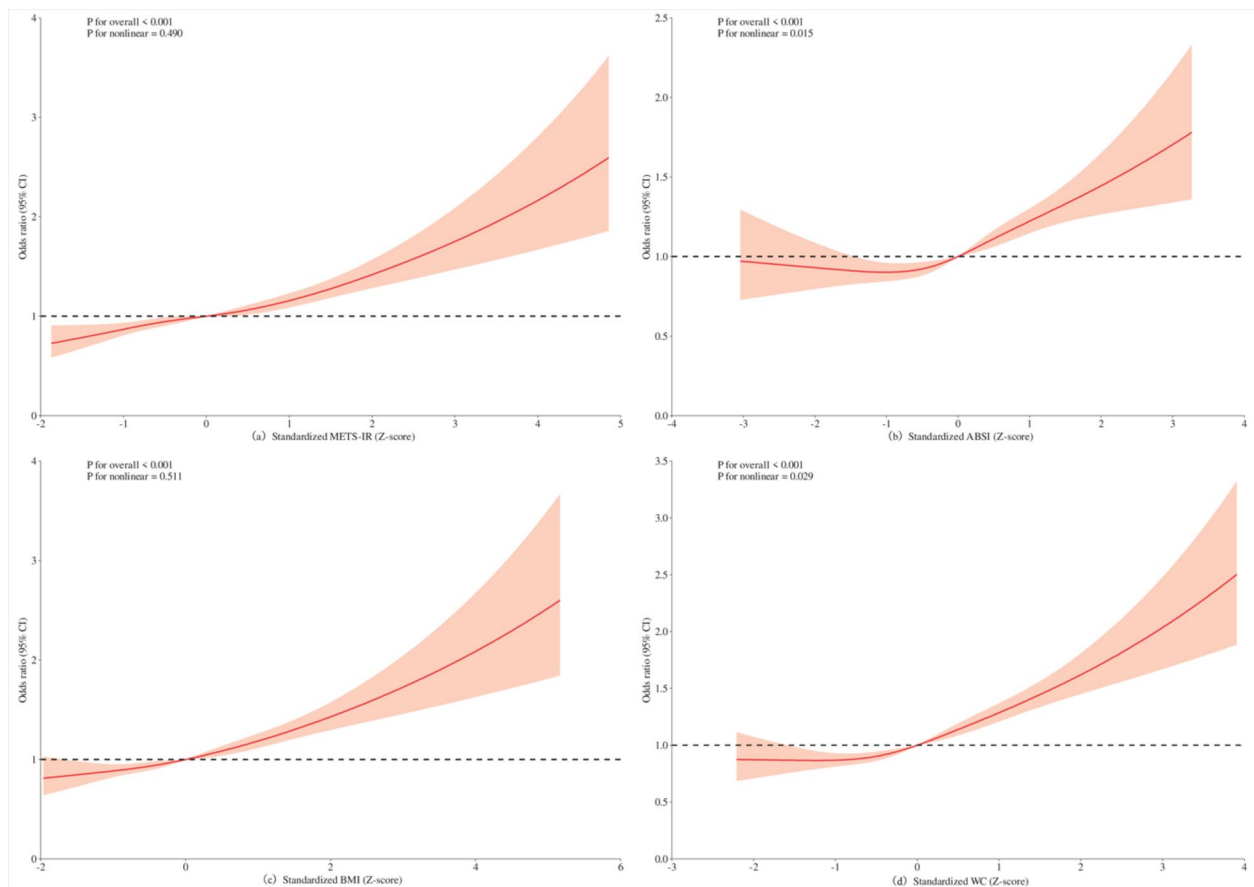 P for overall < 0.001
P for nonlinear = 0.490
Odds ratio (95% CI)
4
3
2
1
0
-2 -1 0 1 2 3 4 5
(a) Standardized METS-IR (Z-score)
P for overall < 0.001
P for nonlinear = 0.015
Odds ratio (95% CI)
2.5
2.0
1.5
1.0
0.5
0.0
-4 -3 -2 -1 0 1 2 3 4
(b) Standardized ABSI (Z-score)
P for overall < 0.001
P for nonlinear = 0.511
Odds ratio (95% CI)
4
3
2
1
0
-2 0 2 4 6
(c) Standardized BMI (Z-score)
P for overall < 0.001
P for nonlinear = 0.029
Odds ratio (95% CI)
3.5
3.0
2.5
2.0
1.5
1.0
0.5
0.0
-3 -2 -1 0 1 2 3 4
(d) Standardized WC (Z-score)